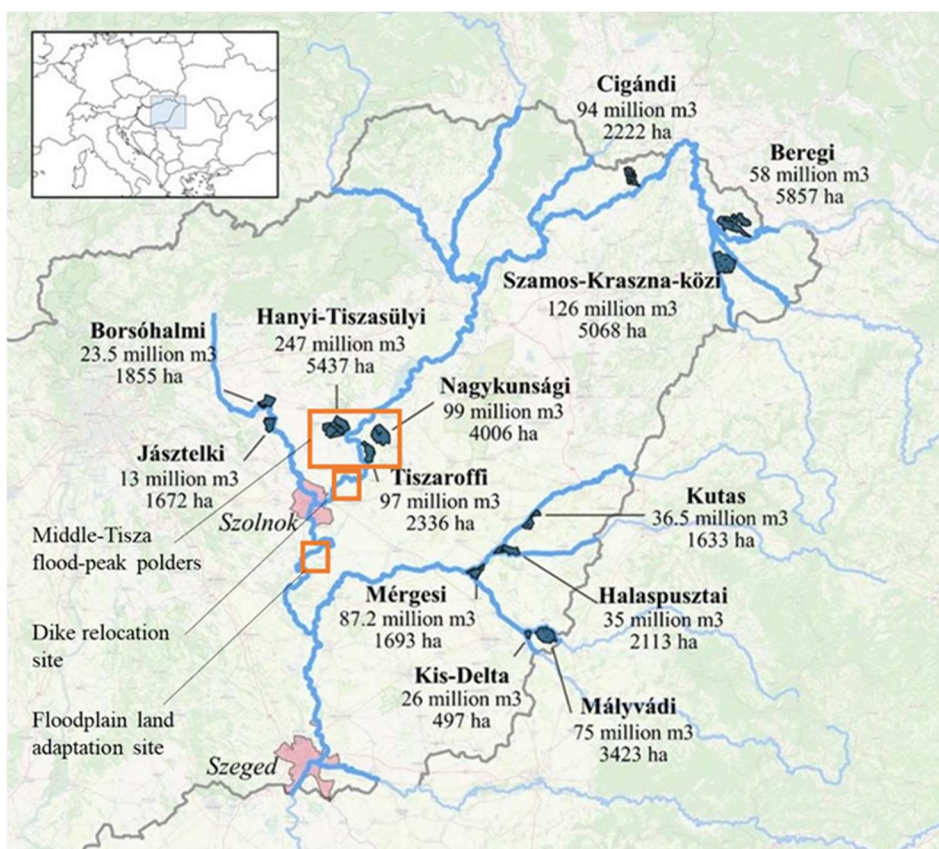 Cigándi
94 million m3
2222 ha
Beregi
58 million m3
5857 ha
Szamos-Kraszna-közi
126 million m3
5068 ha
Hanyi-Tiszasülyi
247 million m3
5437 ha
Borsóhalmi
23.5 million m3
1855 ha
Nagykunsági
99 million m3
4006 ha
Jásztelki
13 million m3
1672 ha
Tiszaroffi
97 million m3
2336 ha
Szolnok
Middle-Tisza
flood-peak polders
Kutas
36.5 million m3
1633 ha
Mérgesi
87.2 million m3
1693 ha
Halaspusztai
35 million m3
2113 ha
Dike relocation
site
Kis-Delta
26 million m3
497 ha
Mályvádi
75 million m3
3423 ha
Floodplain land
adaptation site
Szeged